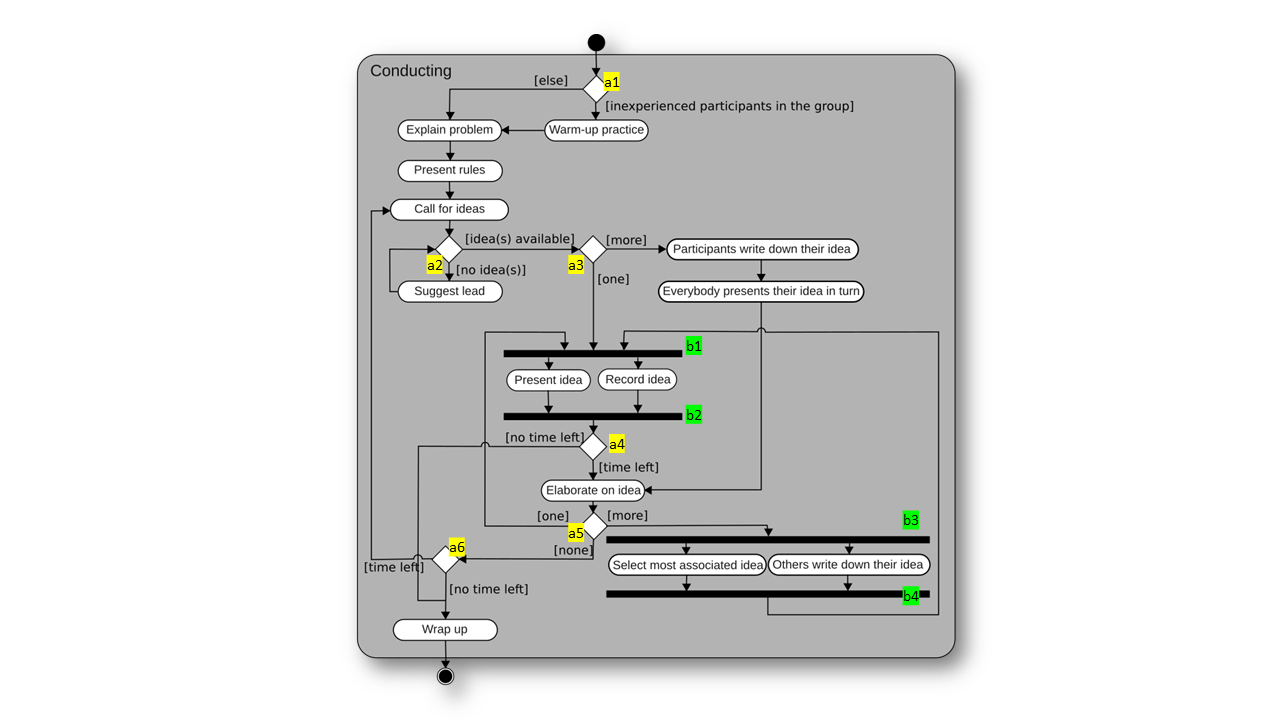 Conducting
[else]
a1
[inexperienced participants in the group]
Explain problem
Warm-up practice
Present rules
Call for ideas
[idea(s) available]
[more]
a2
[no idea(s)]
a3
Participants write down their idea
[one]
Suggest lead
Everybody presents their idea in turn
b1
Present idea
Record idea
b2
[no time left]
a4
[time left]
Elaborate on idea
[one]
[more]
a5
b3
a6
[none]
[time left]
Select most associated idea
Others write down their idea
[no time left]
b4
Wrap up